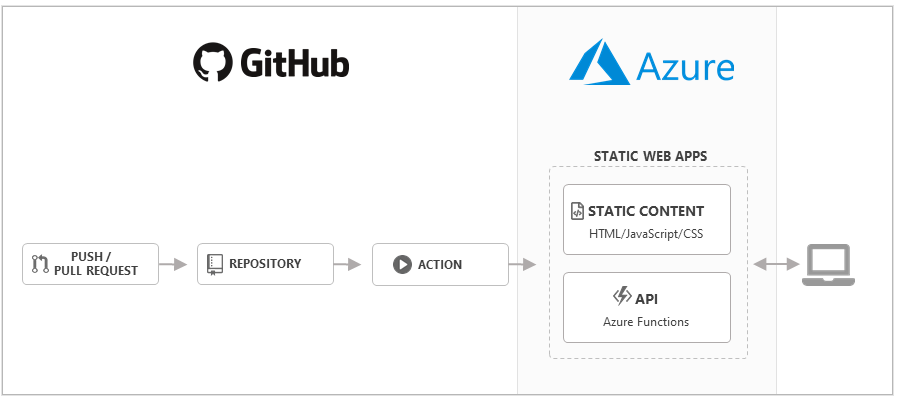 GitHub
Azure
STATIC WEB APPS
STATIC CONTENT
HTML/JavaScript/CSS
PUSH /
PULL REQUEST
REPOSITORY
ACTION
API
Azure Functions